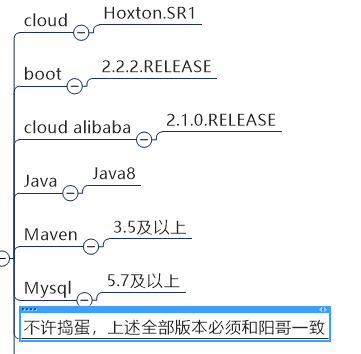 cloud Hoxton.SR1
boot 2.2.2.RELEASE
cloud alibaba 2.1.0.RELEASE
Java Java8
Maven 3.5及以上
Mysql 5.7及以上
不许捣蛋，上述全部版本必须和阳哥一致